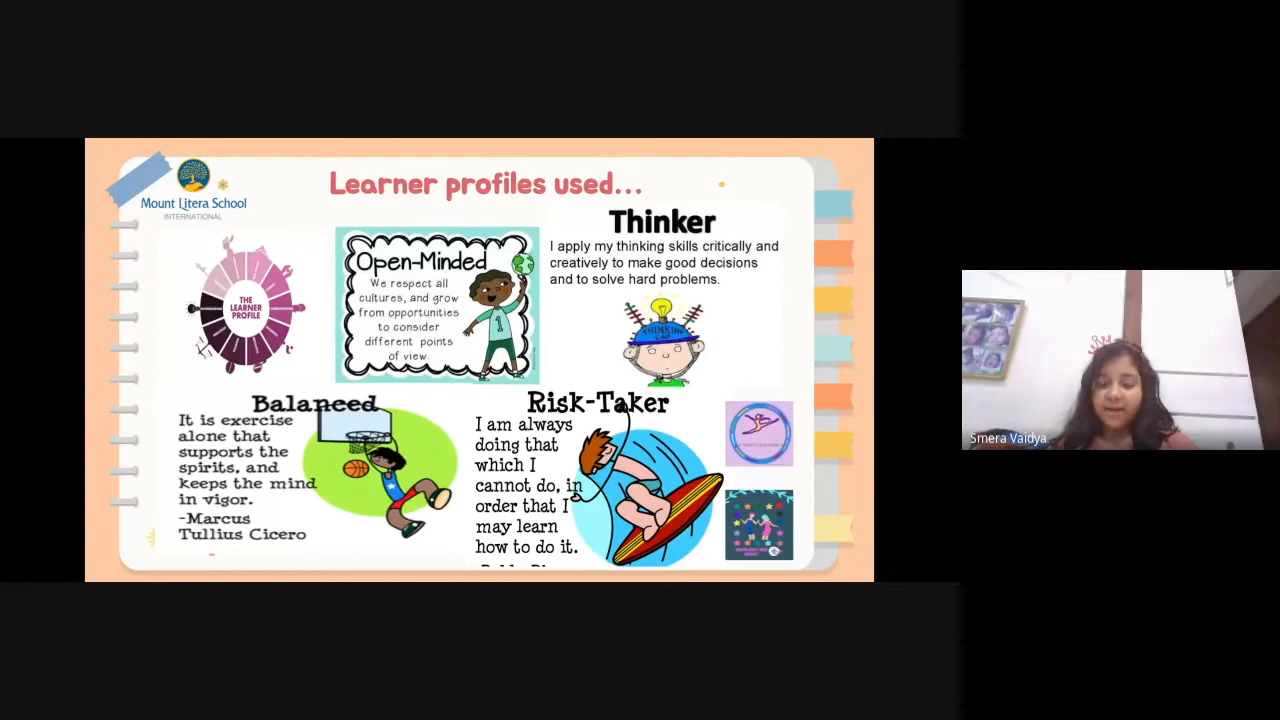 Learner profiles used...
Mount Litera School
INTERNATIONAL
THE
LEARNER
PROFILE
Open-Minded
We respect all
cultures, and grow
from opportunities
to consider
different points
of view.
1
Thinker
I apply my thinking skills critically and
creatively to make good decisions
and to solve hard problems.
THINKING
CAP
Balanced
It is exercise
alone that
supports the
spirits, and
keeps the mind
in vigor.
-Marcus
Tullius Cicero
Risk-Taker
I am always
doing that
which I
cannot do, in
order that I
may learn
how to do it.
Smera Vaidya